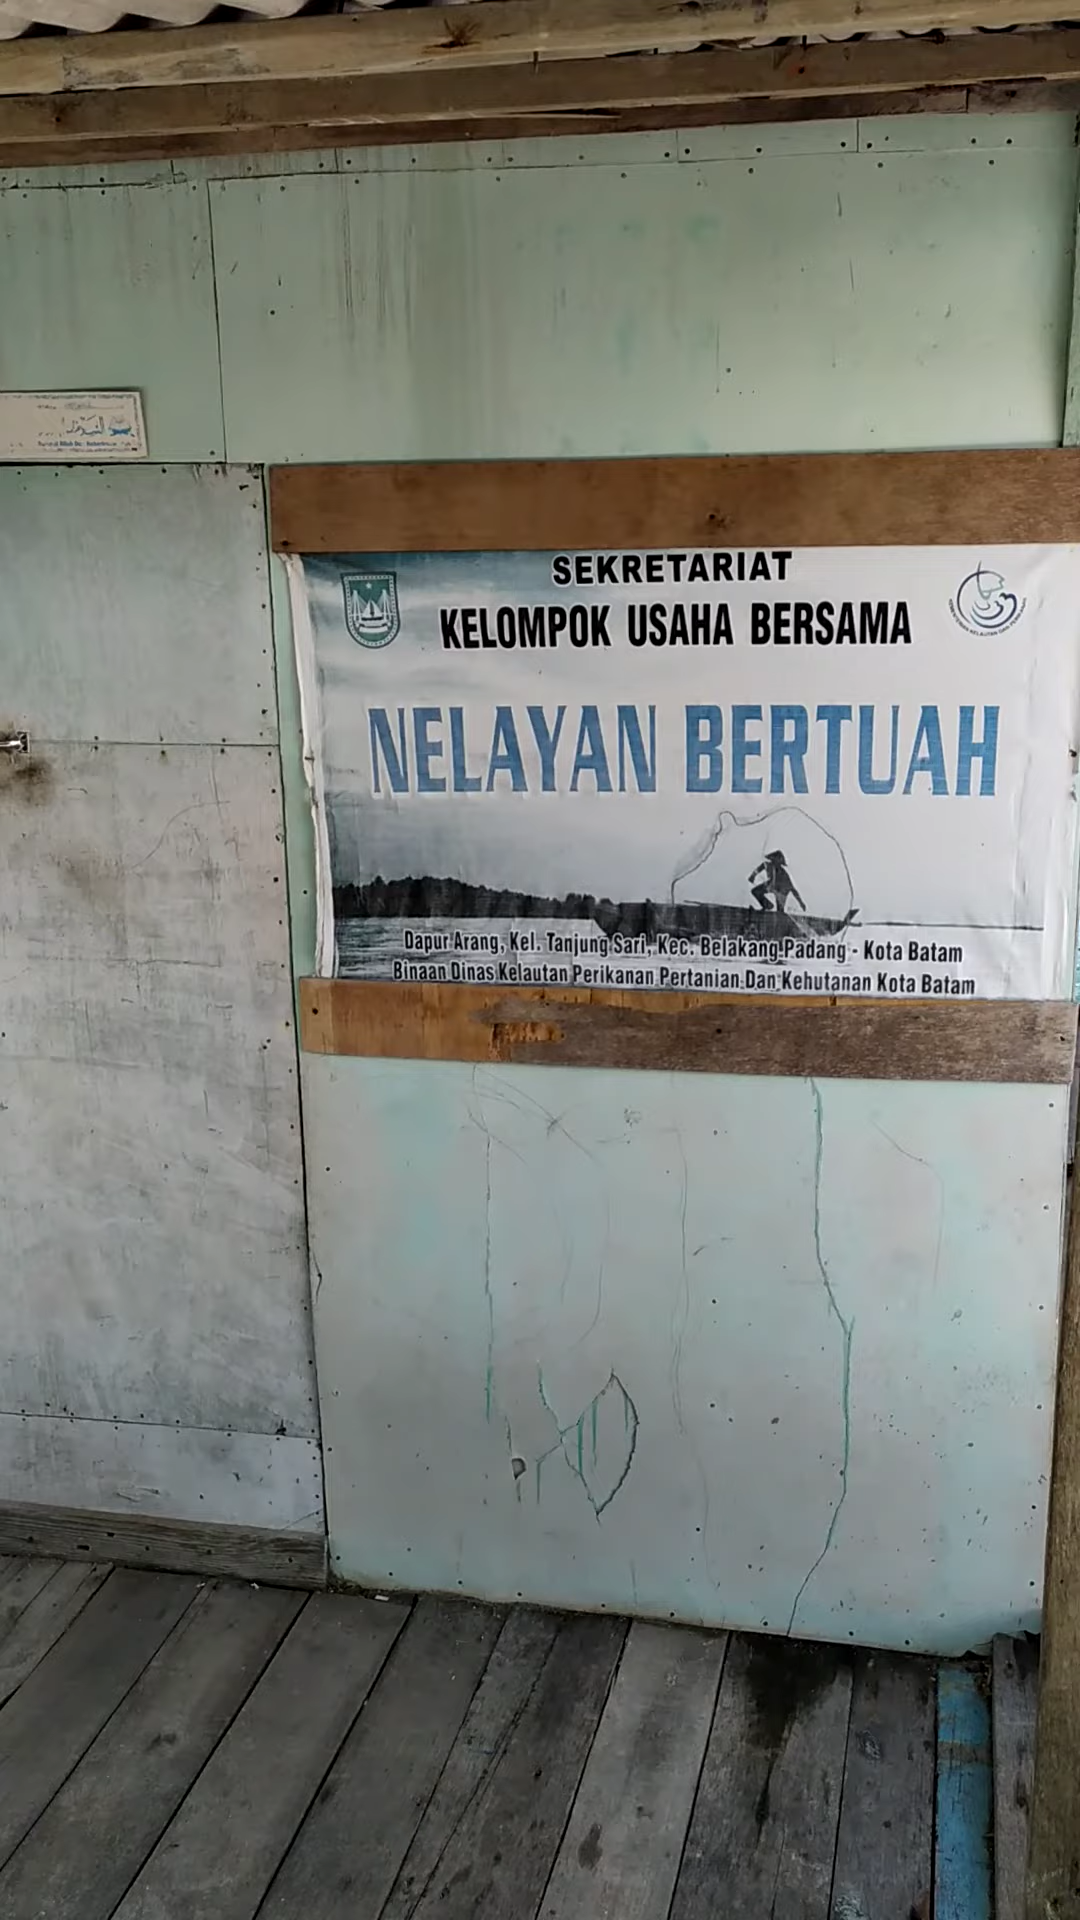 SEKRETARIAT
KELOMPOK USAHA BERSAMA
NELAYAN BERTUAH
Dapur Arang, Kel. Tanjung Sari, Kec. Belakang Padang - Kota Batam
Binaan Dinas Kelautan Perikanan Pertanian Dan Kehutanan Kota Batam